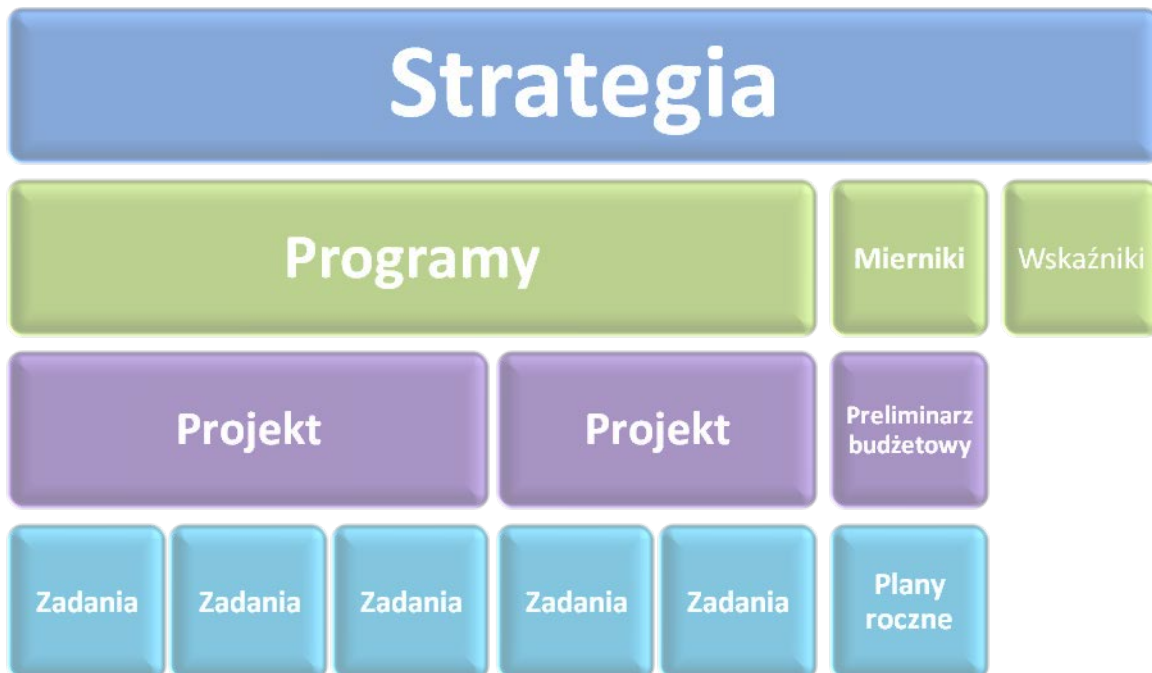 Strategia
Programy
Mierniki
Wskaźniki
Projekt
Projekt
Preliminarz
budżetowy
Zadania
Zadania
Zadania
Zadania
Zadania
Plany
roczne